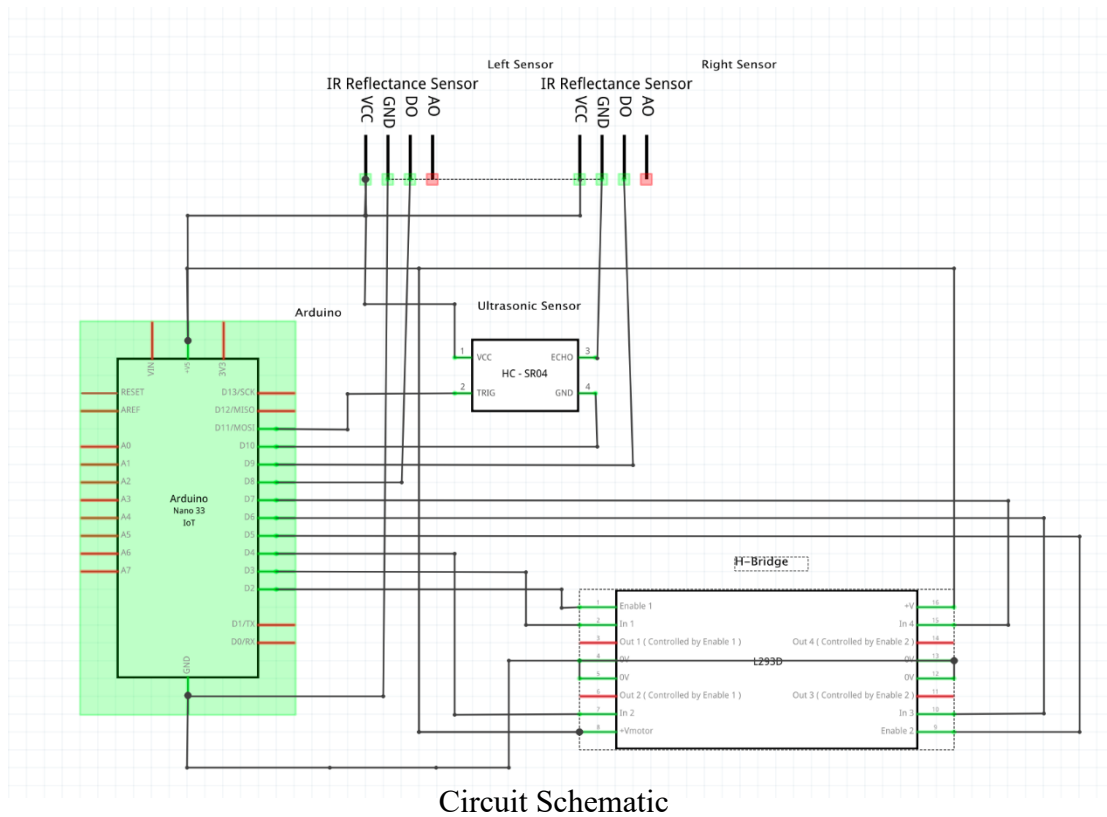 Left Sensor
Right Sensor
IR Reflectance Sensor
IR Reflectance Sensor
VCC
GND
DO
AO
VCC
GND
DO
AO
Ultrasonic Sensor
1
VCC
ECHO
3
HC - SR04
2
TRIG
GND
4
Arduino
VIN
+5V
3V3
RESET
AREF
A0
A1
A2
A3
A4
A5
A6
A7
D13/SCK
D12/MISO
D11/MOSI
D10
D9
D8
D7
D6
D5
D4
D3
D2
D1/TX
D0/RX
Arduino
Nano 33
IoT
GND
H-Bridge
1
Enable 1
2
In 1
3
Out 1 ( Controlled by Enable 1 )
4
0V
5
0V
6
Out 2 ( Controlled by Enable 1 )
7
In 2
8
+Vmotor
L293D
+V
16
In 4
15
Out 4 ( Controlled by Enable 2 )
14
0V
13
0V
12
Out 3 ( Controlled by Enable 2 )
11
In 3
10
Enable 2
9
Circuit Schematic